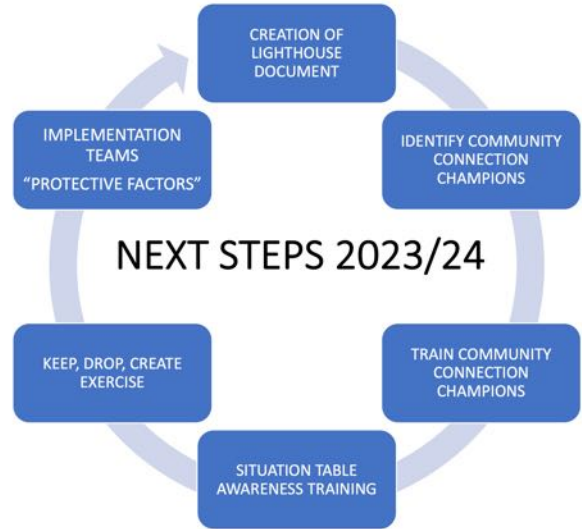 CREATION OF
LIGHTHOUSE
DOCUMENT
IDENTIFY COMMUNITY
CONNECTION
CHAMPIONS
TRAIN COMMUNITY
CONNECTION
CHAMPIONS
SITUATION TABLE
AWARENESS TRAINING
KEEP, DROP, CREATE
EXERCISE
IMPLEMENTATION
TEAMS
“PROTECTIVE FACTORS”
NEXT STEPS 2023/24